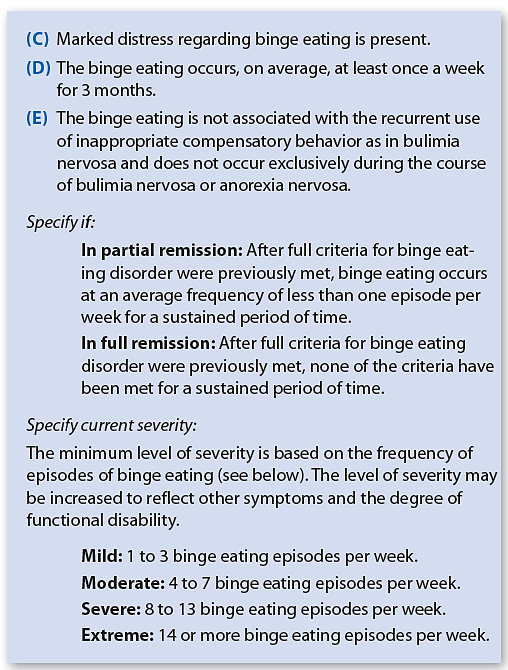 (C) Marked distress regarding binge eating is present.
(D) The binge eating occurs, on average, at least once a week
for 3 months.
(E) The binge eating is not associated with the recurrent use
of inappropriate compensatory behavior as in bulimia
nervosa and does not occur exclusively during the course
of bulimia nervosa or anorexia nervosa.
Specify if:
In partial remission: After full criteria for binge eat-
ing disorder were previously met, binge eating occurs
at an average frequency of less than one episode per
week for a sustained period of time.
In full remission: After full criteria for binge eating
disorder were previously met, none of the criteria have
been met for a sustained period of time.
Specify current severity:
The minimum level of severity is based on the frequency of
episodes of binge eating (see below). The level of severity may
be increased to reflect other symptoms and the degree of
functional disability.
Mild: 1 to 3 binge eating episodes per week.
Moderate: 4 to 7 binge eating episodes per week.
Severe: 8 to 13 binge eating episodes per week.
Extreme: 14 or more binge eating episodes per week.